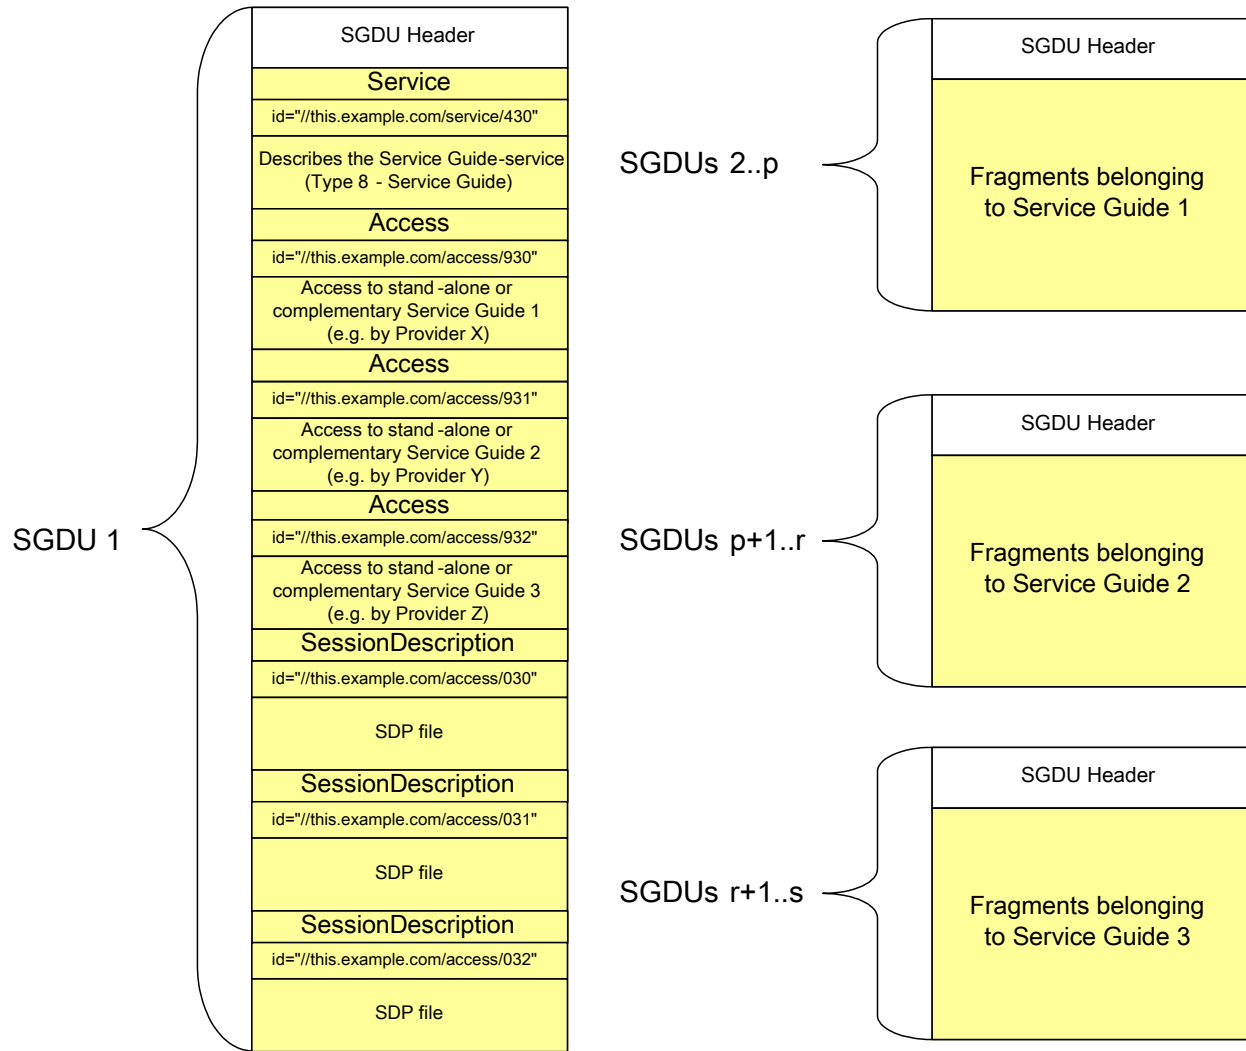 SGDU 1
SGDU Header
Service
id="//this.example.com/service/430"
Describes the Service Guide-service
(Type 8 - Service Guide)
Access
id="//this.example.com/access/930"
Access to stand-alone or
complementary Service Guide 1
(e.g. by Provider X)
Access
id="//this.example.com/access/931"
Access to stand-alone or
complementary Service Guide 2
(e.g. by Provider Y)
Access
id="//this.example.com/access/932"
Access to stand-alone or
complementary Service Guide 3
(e.g. by Provider Z)
SessionDescription
id="//this.example.com/access/030"
SDP file
SessionDescription
id="//this.example.com/access/031"
SDP file
SessionDescription
id="//this.example.com/access/032"
SDP file
SGDUs 2..p
SGDU Header
Fragments belonging
to Service Guide 1
SGDUs p+1..r
SGDU Header
Fragments belonging
to Service Guide 2
SGDUs r+1..s
SGDU Header
Fragments belonging
to Service Guide 3